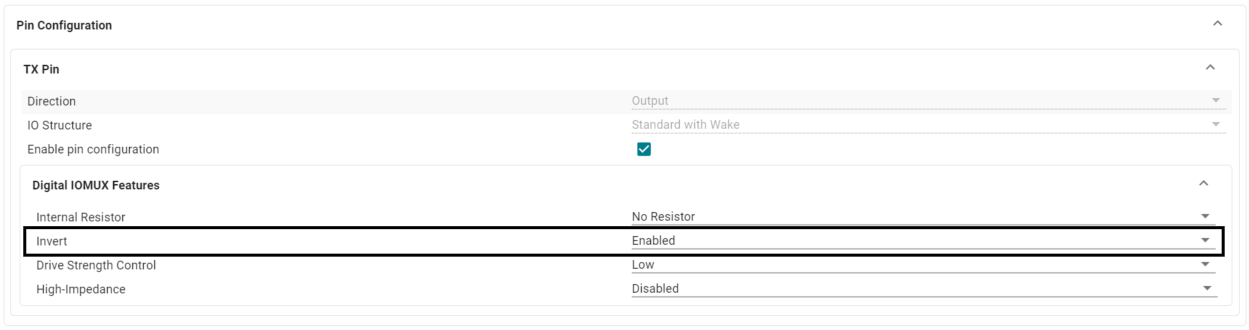 Pin Configuration
TX Pin
Direction Output
IO Structure Standard with Wake
Enable pin configuration
Digital IOMUX Features
Internal Resistor No Resistor
Invert Enabled
Drive Strength Control Low
High-Impedance Disabled